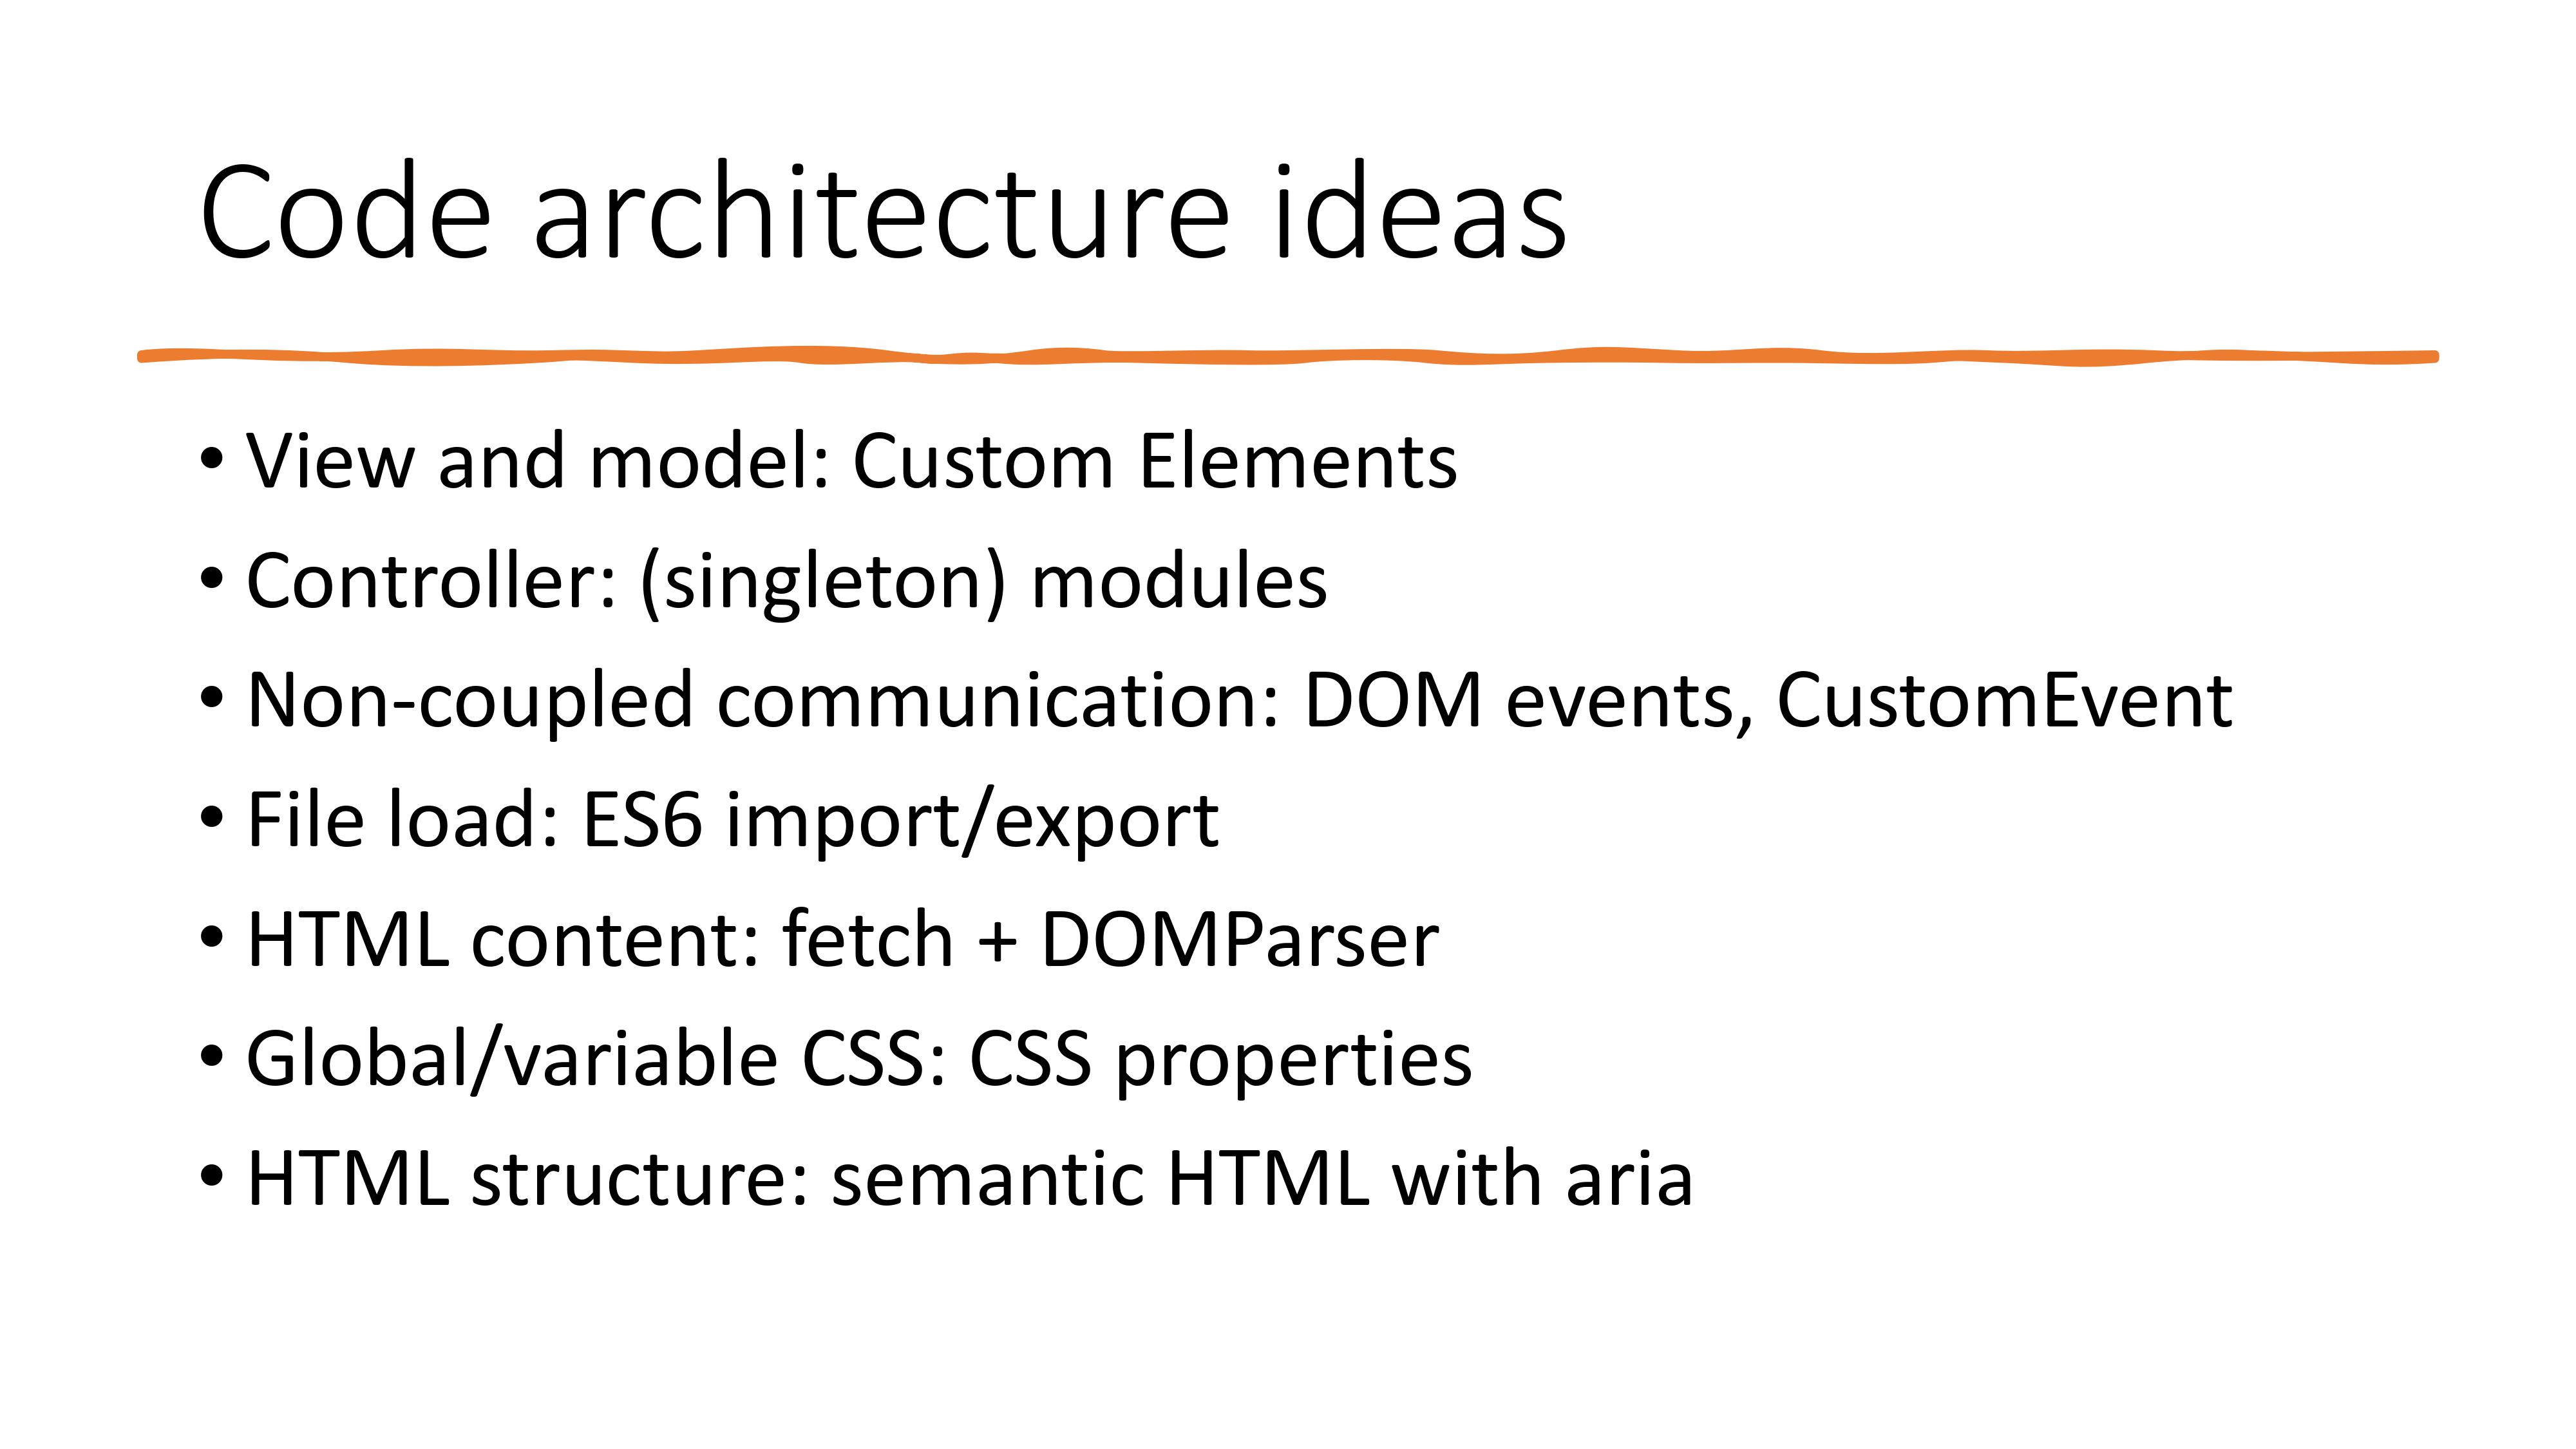 Code architecture ideas
• View and model: Custom Elements
• Controller: (singleton) modules
• Non-coupled communication: DOM events, CustomEvent
• File load: ES6 import/export
• HTML content: fetch + DOMParser
• Global/variable CSS: CSS properties
• HTML structure: semantic HTML with aria